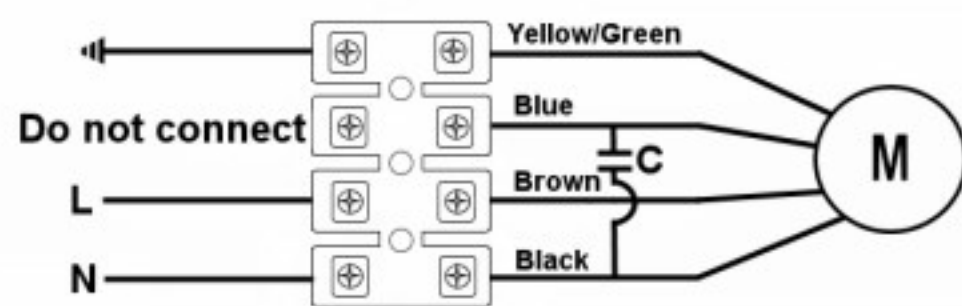 Yellow/Green
Do not connect
Blue
C
M
L
Brown
N
Black